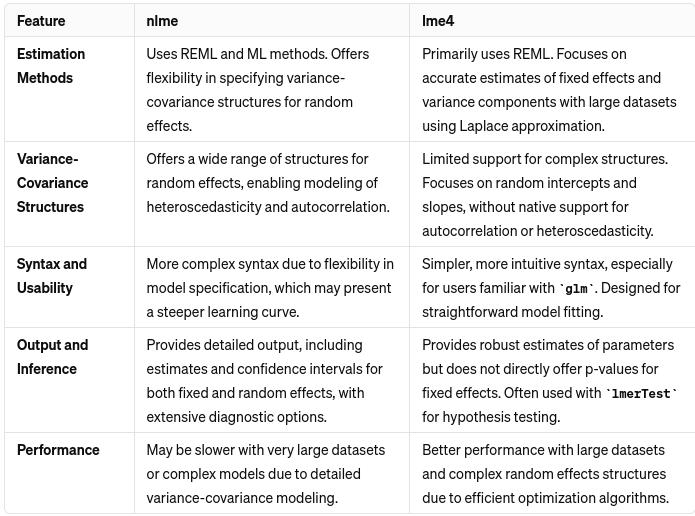 Feature
nlme
lme4
Estimation
Methods
Uses REML and ML methods. Offers
flexibility in specifying variance-
covariance structures for random
effects.
Primarily uses REML. Focuses on
accurate estimates of fixed effects and
variance components with large datasets
using Laplace approximation.
Variance-
Covariance
Structures
Offers a wide range of structures for
random effects, enabling modeling of
heteroscedasticity and autocorrelation.
Limited support for complex structures.
Focuses on random intercepts and
slopes, without native support for
autocorrelation or heteroscedasticity.
Syntax and
Usability
More complex syntax due to flexibility in
model specification, which may present
a steeper learning curve.
Simpler, more intuitive syntax, especially
for users familiar with `glm`. Designed for
straightforward model fitting.
Output and
Inference
Provides detailed output, including
estimates and confidence intervals for
both fixed and random effects, with
extensive diagnostic options.
Provides robust estimates of parameters
but does not directly offer p-values for
fixed effects. Often used with `lmerTest`
for hypothesis testing.
Performance
May be slower with very large datasets
or complex models due to detailed
variance-covariance modeling.
Better performance with large datasets
and complex random effects structures
due to efficient optimization algorithms.